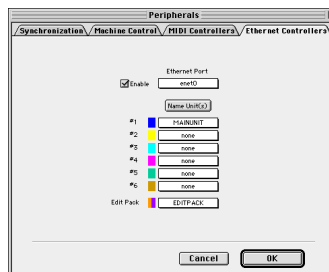 Peripherals
Synchronization Machine Control MIDI Controllers Ethernet Controllers
Ethernet Port
Enable enet0
Name Unit(s)
#1 MAINUNIT
#2 none
#3 none
#4 none
#5 none
#6 none
Edit Pack EDITPACK
Cancel OK